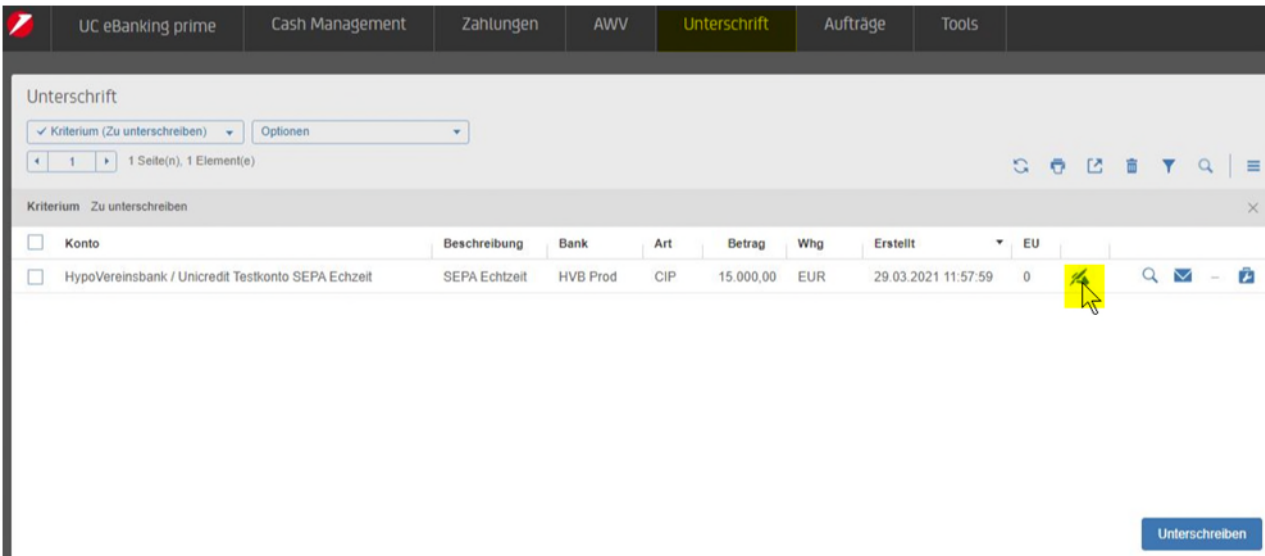 UC eBanking prime Cash Management Zahlungen AWV Unterschrift Aufträge Tools
Unterschrift
Kriterium (Zu unterschreiben) Optionen
1 1 Seite(n), 1 Element(e)
Kriterium Zu unterschreiben
Konto Beschreibung Bank Art Betrag Whg Erstellt EU
HypoVereinsbank / Unicredit Testkonto SEPA Echzeit SEPA Echtzeit HVB Prod CIP 15.000,00 EUR 29.03.2021 11:57:59 0
Unterschreiben